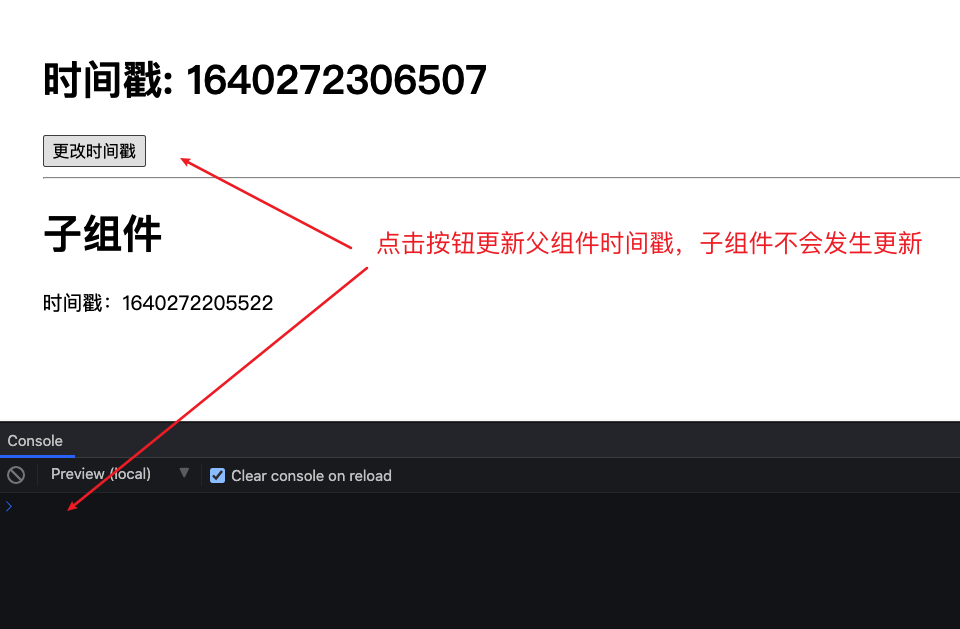 时间戳: 1640272306507
更改时间戳
子组件
点击按钮更新父组件时间戳，子组件不会发生更新
时间戳：1640272205522
Console
Preview (local)
Clear console on reload